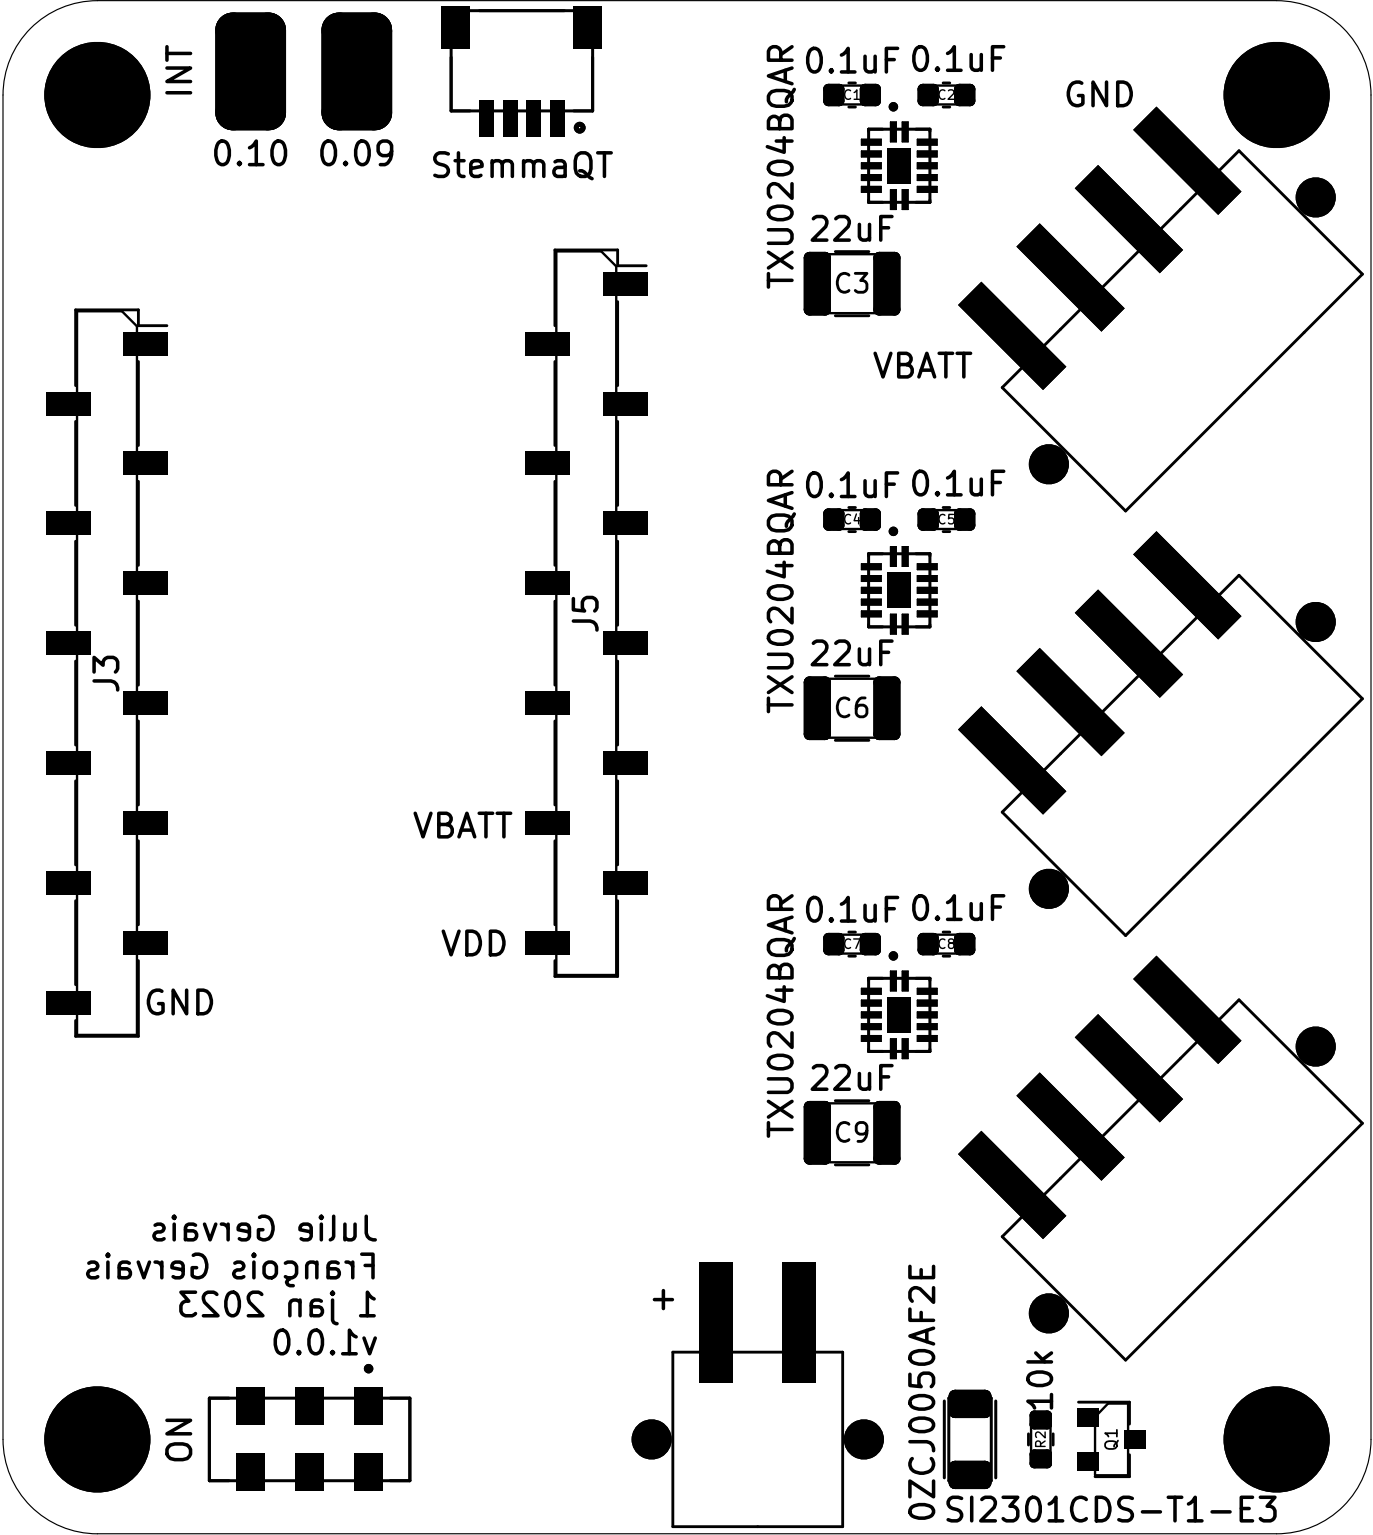 INT
0.10
0.09
StemmaQT
TXU0204BQAR
0.1uF
0.1uF
C1
C2
22uF
C3
GND
VBATT
J3
J5
VBATT
VDD
GND
TXU0204BQAR
0.1uF
0.1uF
C4
C5
22uF
C6
TXU0204BQAR
0.1uF
0.1uF
C7
C8
22uF
C9
Julie Gervais
François Gervais
1 jan 2023
v1.0.0
ON
+
0ZCJ0050AF2E
10k
R2
Q1
SI2301CDS-T1-E3